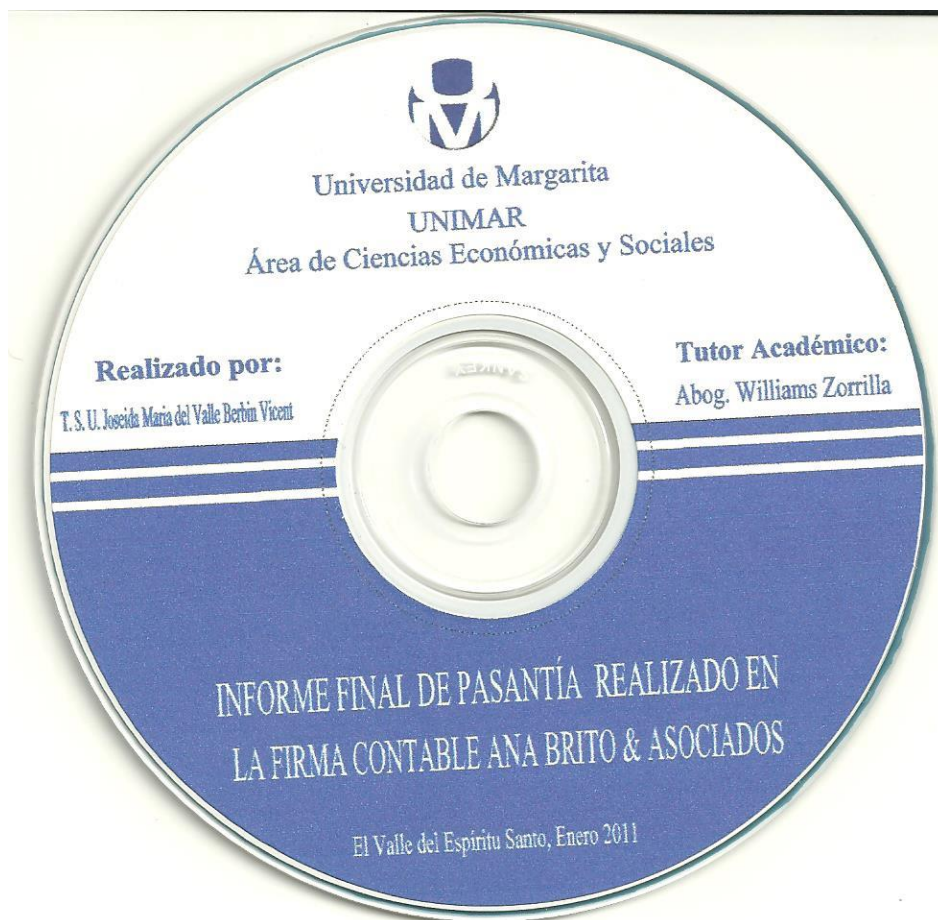 Universidad de Margarita
UNIMAR
Área de Ciencias Económicas y Sociales
Realizado por:
T. S. U. Joseida Maria del Valle Berbin Vicent
Tutor Académico:
Abog. Williams Zorrilla
INFORME FINAL DE PASANTÍA REALIZADO EN
LA FIRMA CONTABLE ANA BRITO & ASOCIADOS
El Valle del Espíritu Santo, Enero 2011